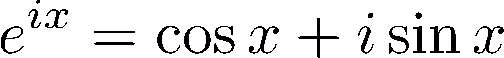 e^{ix} = cos x + i sin x